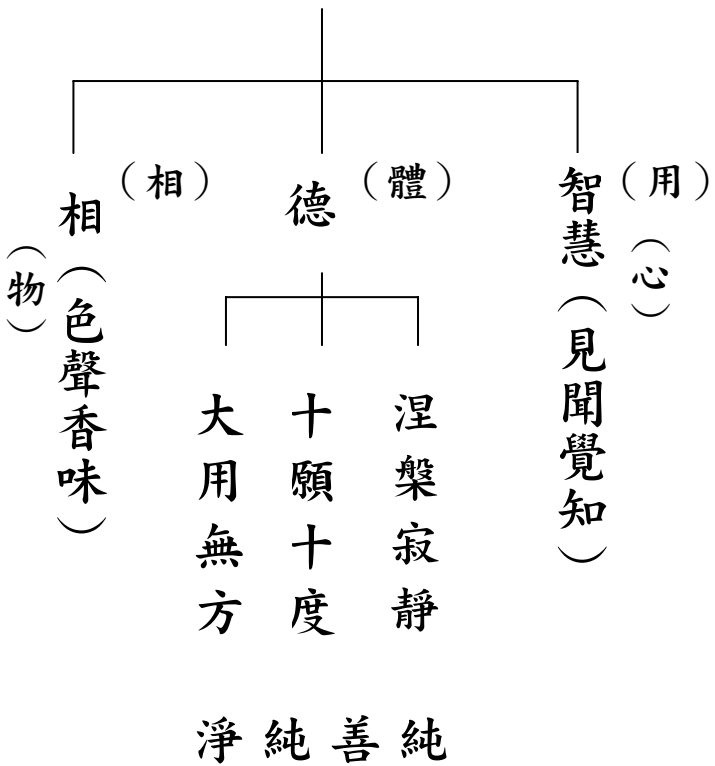 （用）
（心）
智慧（見聞覺知）
（體）
德
涅槃寂靜
十願十度
大用無方
（相）
相（色聲香味）
（物）
純善純淨